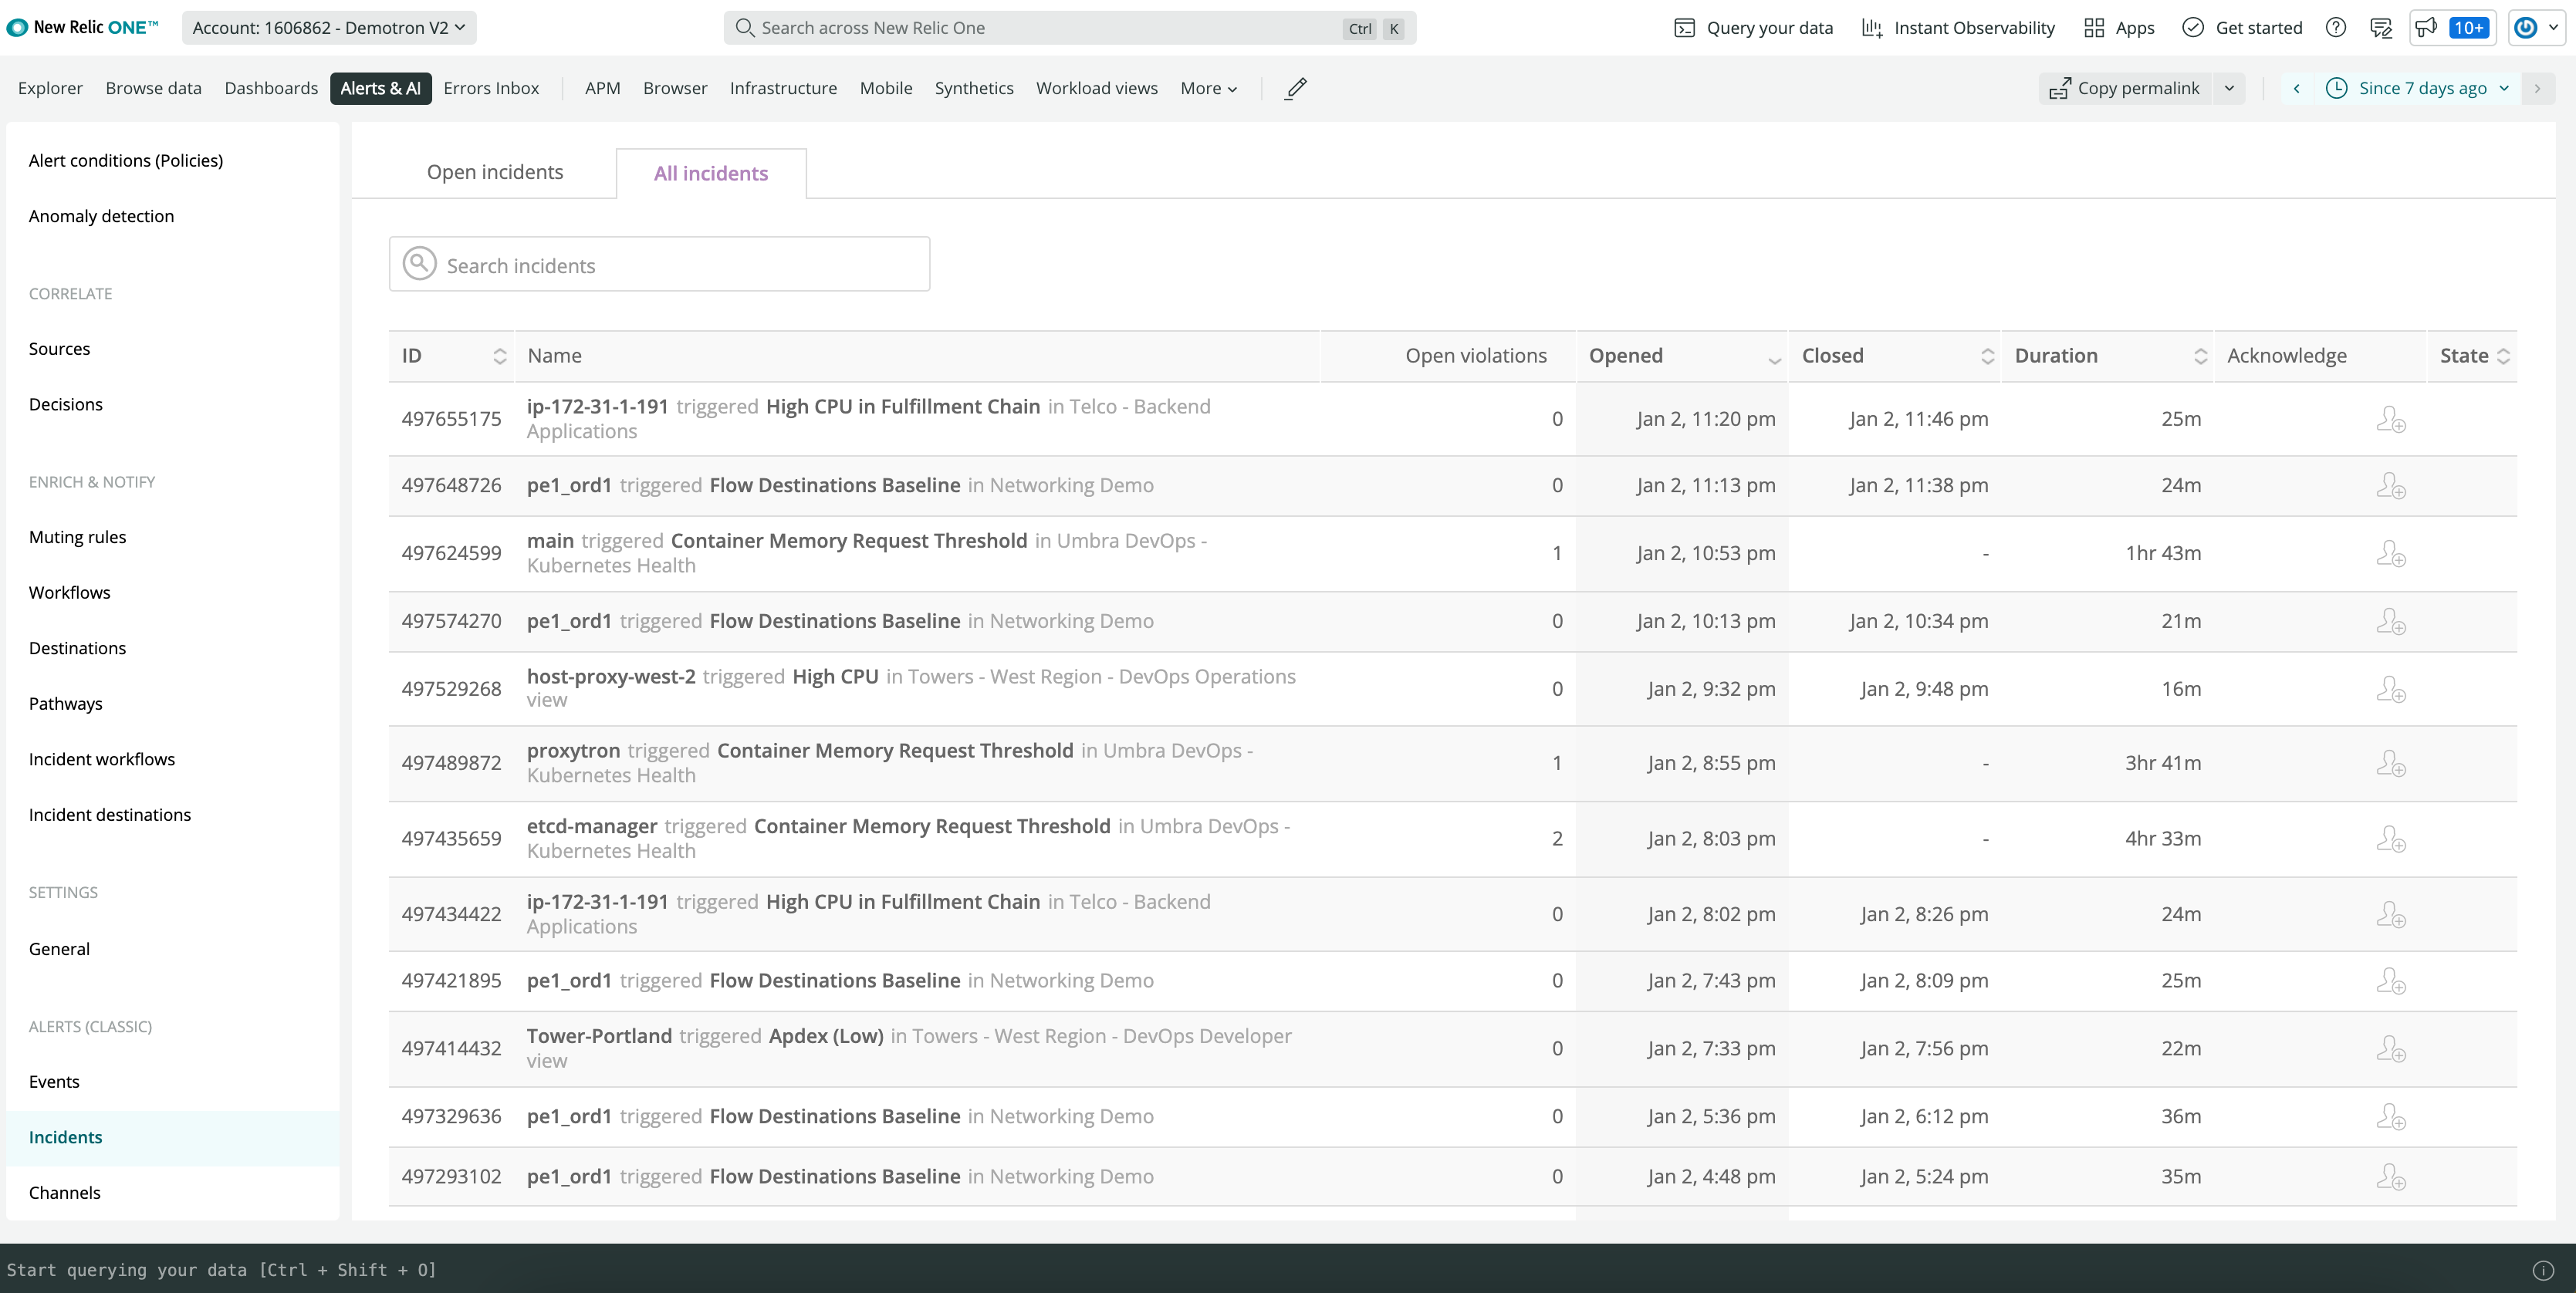 New Relic ONE™
Account: 1606862 - Demotron V2
Search across New Relic One
Ctrl K
Query your data
Instant Observability
Apps
Get started
10+
Explorer
Browse data
Dashboards
Alerts & AI
Errors Inbox
APM
Browser
Infrastructure
Mobile
Synthetics
Workload views
More
Copy permalink
Since 7 days ago
Alert conditions (Policies)
Anomaly detection
CORRELATE
Sources
Decisions
ENRICH & NOTIFY
Muting rules
Workflows
Destinations
Pathways
Incident workflows
Incident destinations
SETTINGS
General
ALERTS (CLASSIC)
Events
Incidents
Channels
Open incidents
All incidents
Search incidents
ID Name Open violations Opened Closed Duration Acknowledge State
497655175 ip-172-31-1-191 triggered High CPU in Fulfillment Chain in Telco - Backend
Applications 0 Jan 2, 11:20 pm Jan 2, 11:46 pm 25m
497648726 pe1_ord1 triggered Flow Destinations Baseline in Networking Demo 0 Jan 2, 11:13 pm Jan 2, 11:38 pm 24m
497624599 main triggered Container Memory Request Threshold in Umbra DevOps -
Kubernetes Health 1 Jan 2, 10:53 pm - 1hr 43m
497574270 pe1_ord1 triggered Flow Destinations Baseline in Networking Demo 0 Jan 2, 10:13 pm Jan 2, 10:34 pm 21m
497529268 host-proxy-west-2 triggered High CPU in Towers - West Region - DevOps Operations
view 0 Jan 2, 9:32 pm Jan 2, 9:48 pm 16m
497489872 proxytron triggered Container Memory Request Threshold in Umbra DevOps -
Kubernetes Health 1 Jan 2, 8:55 pm - 3hr 41m
497435659 etcd-manager triggered Container Memory Request Threshold in Umbra DevOps -
Kubernetes Health 2 Jan 2, 8:03 pm - 4hr 33m
497434422 ip-172-31-1-191 triggered High CPU in Fulfillment Chain in Telco - Backend
Applications 0 Jan 2, 8:02 pm Jan 2, 8:26 pm 24m
497421895 pe1_ord1 triggered Flow Destinations Baseline in Networking Demo 0 Jan 2, 7:43 pm Jan 2, 8:09 pm 25m
497414432 Tower-Portland triggered Apdex (Low) in Towers - West Region - DevOps Developer
view 0 Jan 2, 7:33 pm Jan 2, 7:56 pm 22m
497329636 pe1_ord1 triggered Flow Destinations Baseline in Networking Demo 0 Jan 2, 5:36 pm Jan 2, 6:12 pm 36m
497293102 pe1_ord1 triggered Flow Destinations Baseline in Networking Demo 0 Jan 2, 4:48 pm Jan 2, 5:24 pm 35m
Start querying your data [Ctrl + Shift + O]